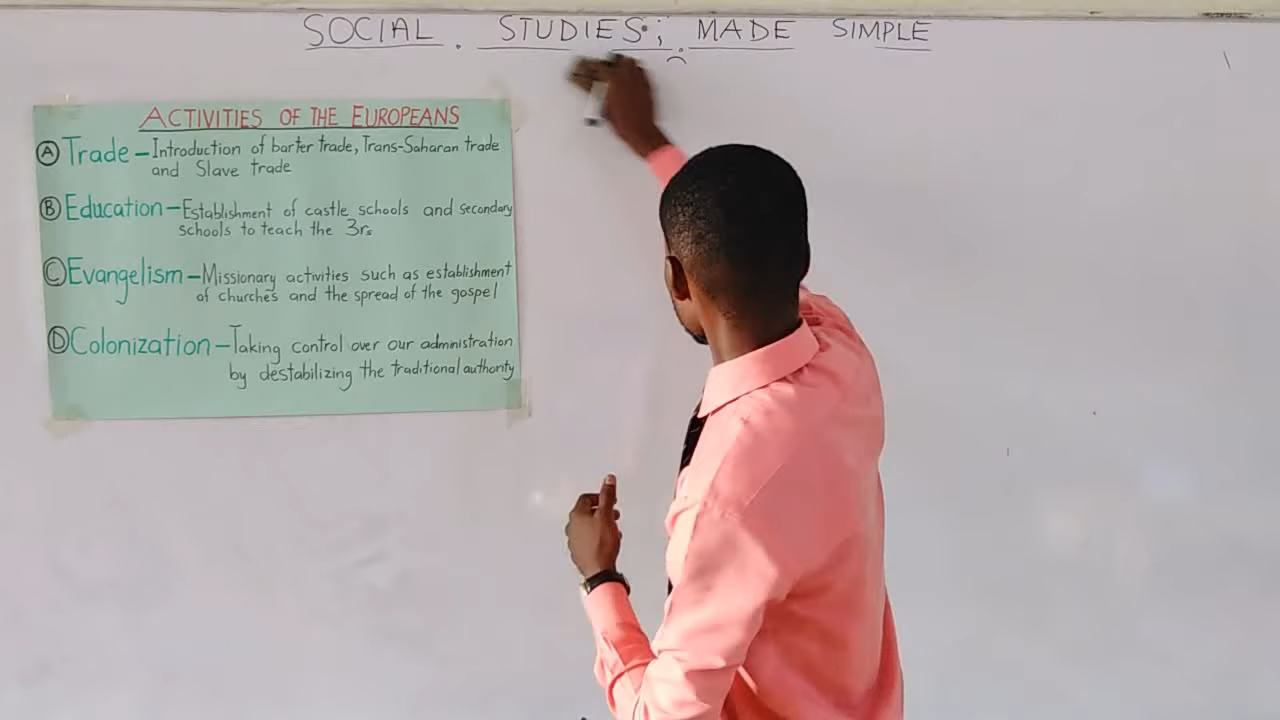 SOCIAL STUDIES; MADE SIMPLE
ACTIVITIES OF THE EUROPEANS
Ⓐ Trade – Introduction of barter trade, Trans-Saharan trade
and Slave trade
Ⓑ Education – Establishment of castle schools and secondary
schools to teach the 3rs
Ⓒ Evangelism – Missionary activities such as establishment
of churches and the spread of the gospel
Ⓓ Colonization – Taking control over our administration
by destabilizing the traditional authority